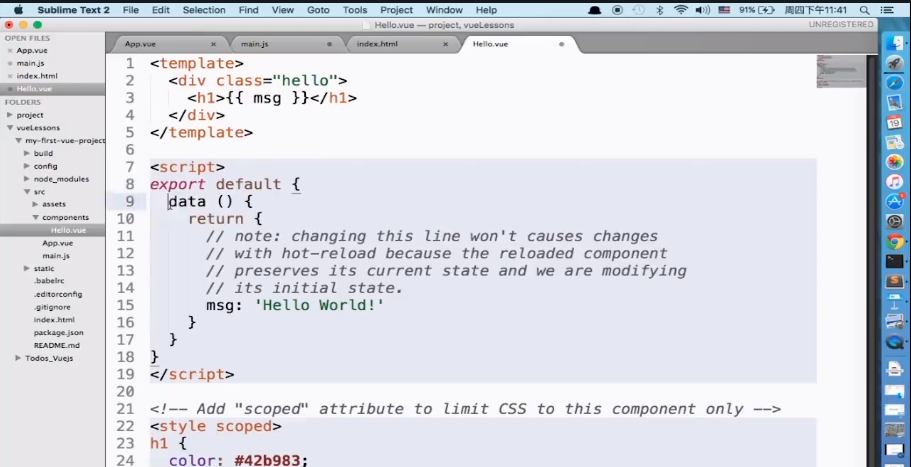 Sublime Text 2 File Edit Selection Find View Goto Tools Project Window Help 91% 周四下午11:41
Hello.vue — project, vueLessons UNREGISTERED
OPEN FILES
App.vue
main.js
index.html
Hello.vue
FOLDERS
project
vueLessons
my-first-vue-project
build
config
node_modules
src
assets
components
Hello.vue
App.vue
main.js
static
.babelrc
.editorconfig
.gitignore
index.html
package.json
README.md
Todos_Vuejs
App.vue × main.js index.html × Hello.vue
1 <template>
2 <div class="hello">
3 <h1>{{ msg }}</h1>
4 </div>
5 </template>
6
7 <script>
8 export default {
9 data () {
10 return {
11 // note: changing this line won't causes changes
12 // with hot-reload because the reloaded component
13 // preserves its current state and we are modifying
14 // its initial state.
15 msg: 'Hello World!'
16 }
17 }
18 }
19 </script>
20
21 <!-- Add "scoped" attribute to limit CSS to this component only -->
22 <style scoped>
23 h1 {
24 color: #42b983;
19